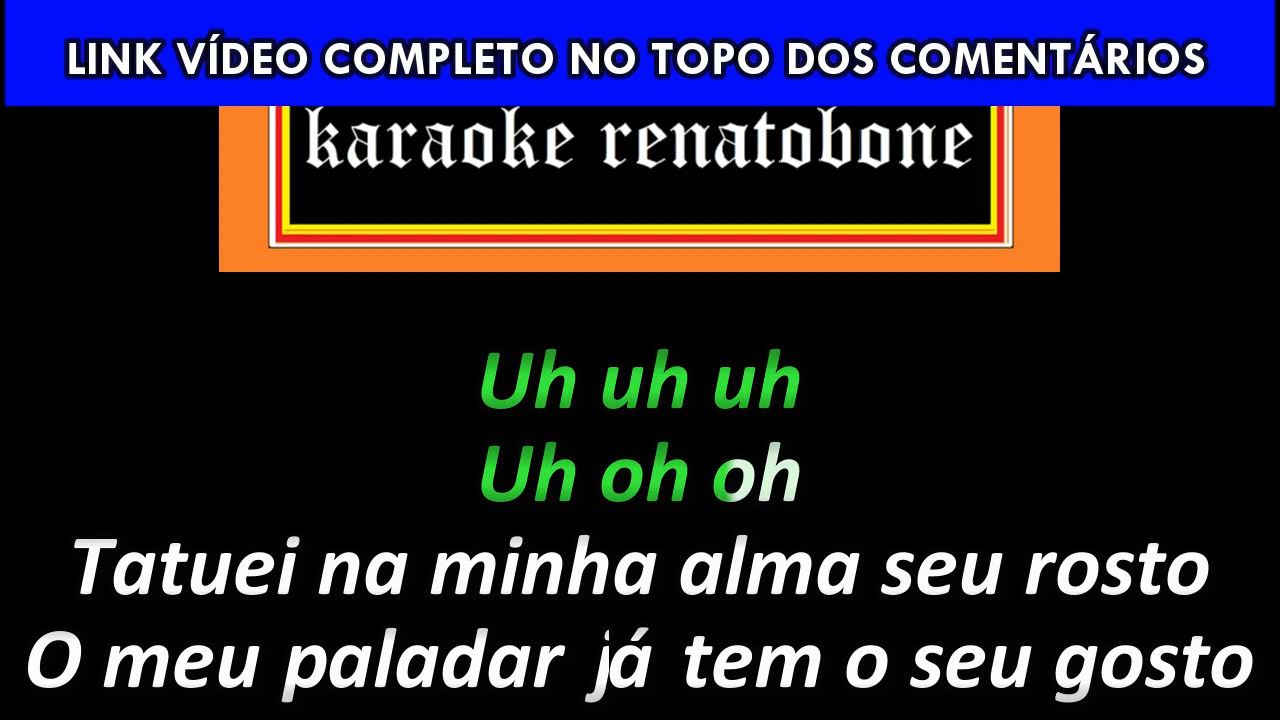 LINK VÍDEO COMPLETO NO TOPO DOS COMENTÁRIOS
karaoke renatobone
Uh uh uh
Uh oh oh
Tatuei na minha alma seu rosto
O meu paladar já tem o seu gosto